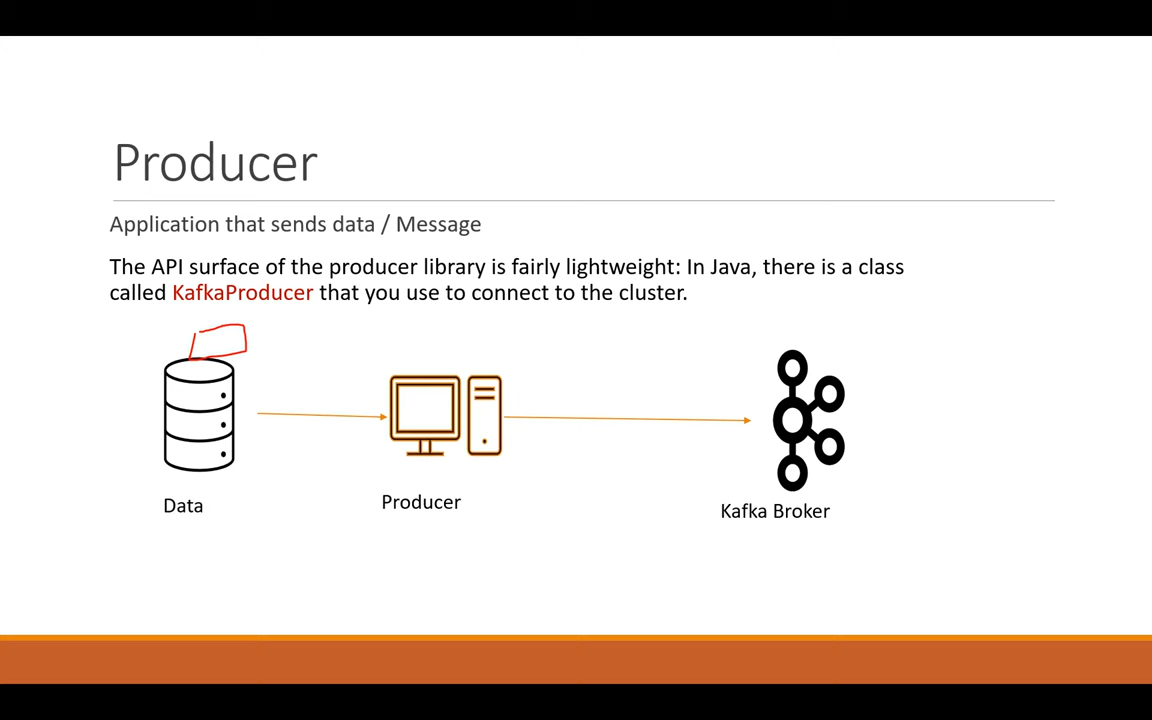 Producer
Application that sends data / Message
The API surface of the producer library is fairly lightweight: In Java, there is a class
called KafkaProducer that you use to connect to the cluster.
Data
Producer
Kafka Broker